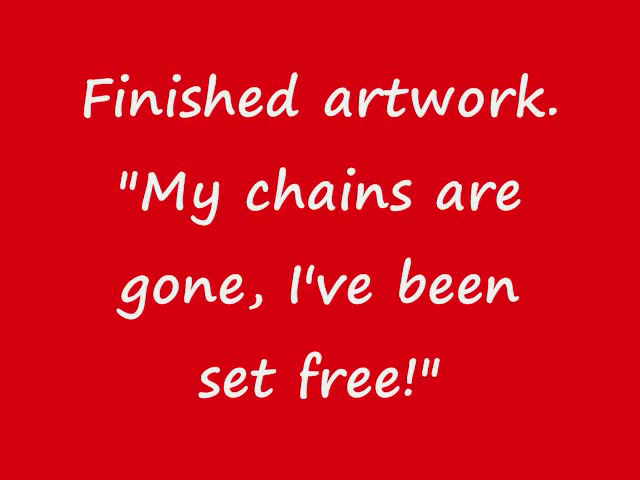 Finished artwork.
"My chains are
gone, I've been
set free!"